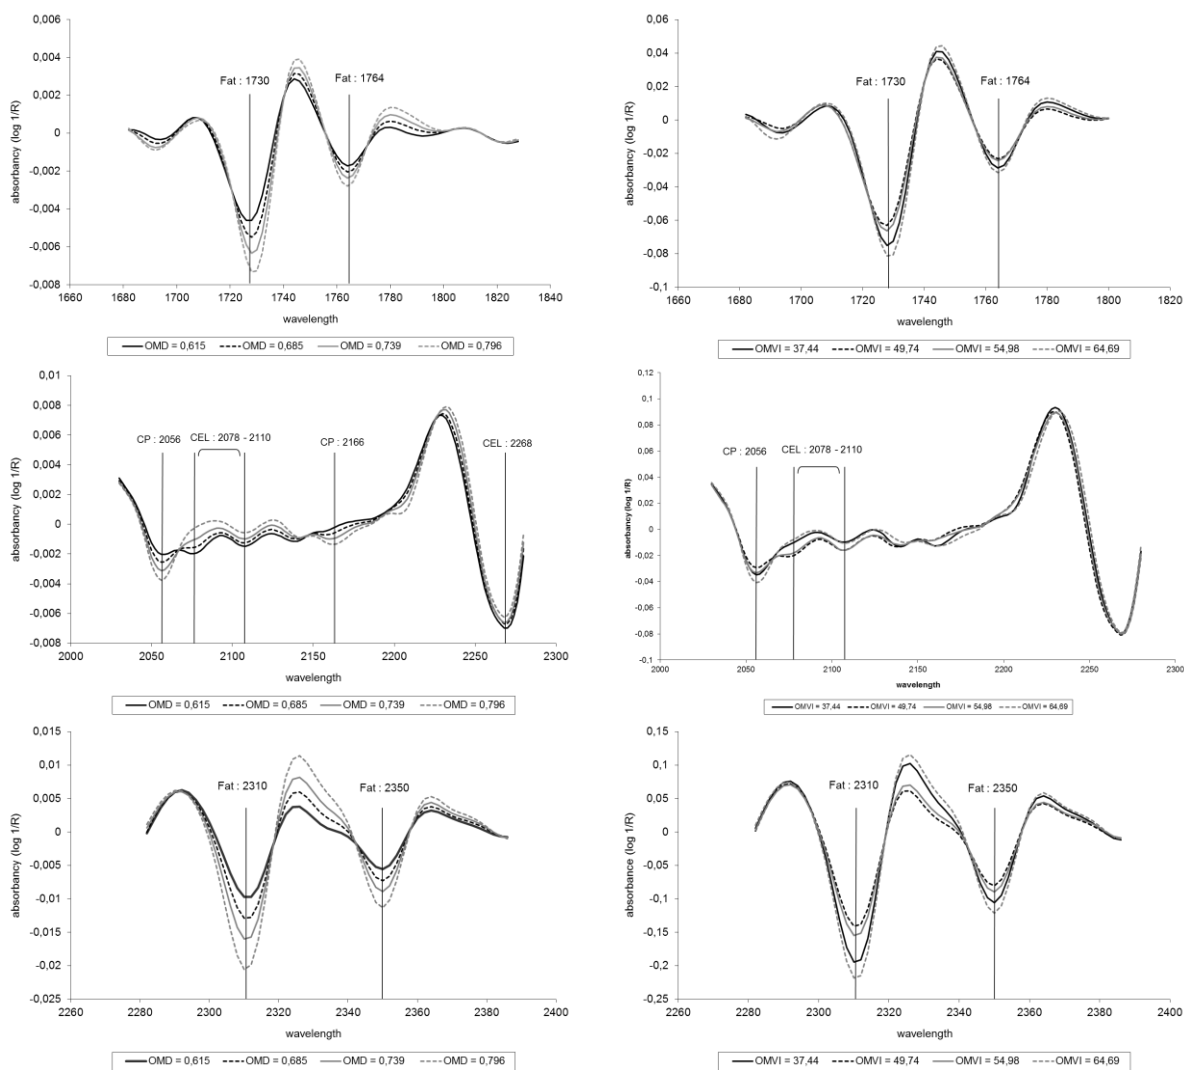 0,006
0,004
0,002
0
-0,002
-0,004
-0,006
-0,008
absorbancy (log 1/R)
Fat : 1730
Fat : 1764
1660 1680 1700 1720 1740 1760 1780 1800 1820 1840
wavelength
OMD = 0,615 OMD = 0,685 OMD = 0,739 OMD = 0,796
0,06
0,04
0,02
0
-0,02
-0,04
-0,06
-0,08
-0,1
absorbancy (log 1/R)
Fat : 1730
Fat : 1764
1660 1680 1700 1720 1740 1760 1780 1800 1820
wavelength
OMVI = 37,44 OMVI = 49,74 OMVI = 54,98 OMVI = 64,69
0,01
0,008
0,006
0,004
0,002
0
-0,002
-0,004
-0,006
-0,008
absorbancy (log 1/R)
CP : 2056
CEL : 2078 - 2110
CP : 2166
CEL : 2268
2000 2050 2100 2150 2200 2250 2300
wavelength
OMD = 0,615 OMD = 0,685 OMD = 0,739 OMD = 0,796
0,12
0,1
0,08
0,06
0,04
0,02
0
-0,02
-0,04
-0,06
-0,08
-0,1
absorbancy (log 1/R)
CP : 2056
CEL : 2078 - 2110
2000 2050 2100 2150 2200 2250 2300
wavelength
OMVI = 37,44 OMVI = 49,74 OMVI = 54,98 OMVI = 64,69
0,015
0,01
0,005
0
-0,005
-0,01
-0,015
-0,02
-0,025
absorbancy (log 1/R)
Fat : 2310
Fat : 2350
2260 2280 2300 2320 2340 2360 2380 2400
wavelength
OMD = 0,615 OMD = 0,685 OMD = 0,739 OMD = 0,796
0,15
0,1
0,05
0
-0,05
-0,1
-0,15
-0,2
-0,25
absorbance (log 1/R)
Fat : 2310
Fat : 2350
2260 2280 2300 2320 2340 2360 2380 2400
wavelength
OMVI = 37,44 OMVI = 49,74 OMVI = 54,98 OMVI = 64,69